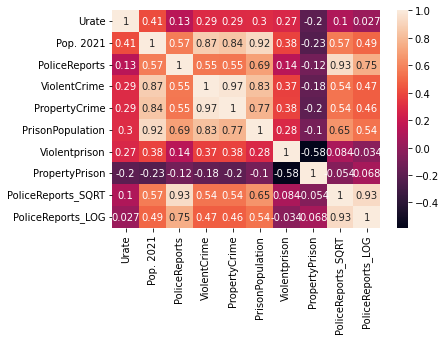 Urate 1 0.41 0.13 0.29 0.29 0.3 0.27 -0.2 0.1 0.027
Pop. 2021 0.41 1 0.57 0.87 0.84 0.92 0.38 -0.23 0.57 0.49
PoliceReports 0.13 0.57 1 0.55 0.55 0.69 0.14 -0.12 0.93 0.75
ViolentCrime 0.29 0.87 0.55 1 0.97 0.83 0.37 -0.18 0.54 0.47
PropertyCrime 0.29 0.84 0.55 0.97 1 0.77 0.38 -0.2 0.54 0.46
PrisonPopulation 0.3 0.92 0.69 0.83 0.77 1 0.28 -0.1 0.65 0.54
Violentprison 0.27 0.38 0.14 0.37 0.38 0.28 1 -0.58 0.084 -0.034
PropertyPrison -0.2 -0.23 -0.12 -0.18 -0.2 -0.1 -0.58 1 -0.054 -0.068
PoliceReports_SQRT 0.1 0.57 0.93 0.54 0.54 0.65 0.084 -0.054 1 0.93
PoliceReports_LOG 0.027 0.49 0.75 0.47 0.46 0.54 -0.034 0.068 0.93 1
Urate
Pop. 2021
PoliceReports
ViolentCrime
PropertyCrime
PrisonPopulation
Violentprison
PropertyPrison
PoliceReports_SQRT
PoliceReports_LOG
1.0
0.8
0.6
0.4
0.2
0.0
−0.2
−0.4